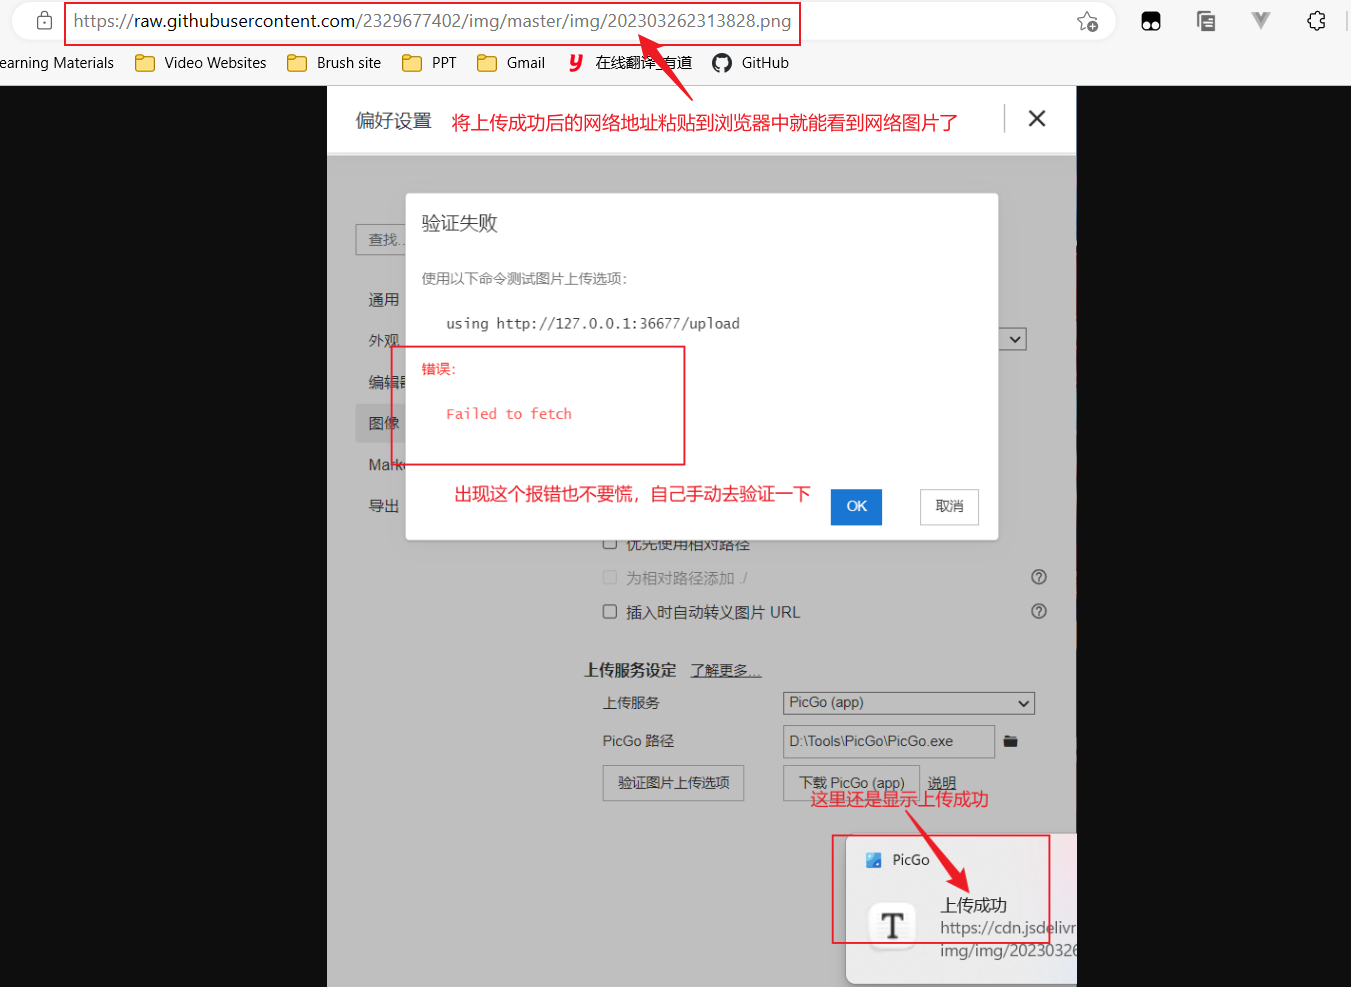 https://raw.githubusercontent.com/2329677402/img/master/img/202303262313828.png
earning Materials Video Websites Brush site PPT Gmail 在线翻译_有道 GitHub
偏好设置 将上传成功后的网络地址粘贴到浏览器中就能看到网络图片了
验证失败
查找...
使用以下命令测试图片上传选项：
通用
using http://127.0.0.1:36677/upload
外观
错误：
编辑器
Failed to fetch
图像
Mark
出现这个报错也不要慌，自己手动去验证一下
导出
OK 取消
优先使用相对路径
为相对路径添加 ./
插入时自动转义图片 URL
上传服务设定 了解更多...
上传服务 PicGo (app)
PicGo 路径 D:\Tools\PicGo\PicGo.exe
验证图片上传选项 下载 PicGo (app) 说明
这里还是显示上传成功
PicGo
上传成功
T https://cdn.jsdelivr
img/img/20230326